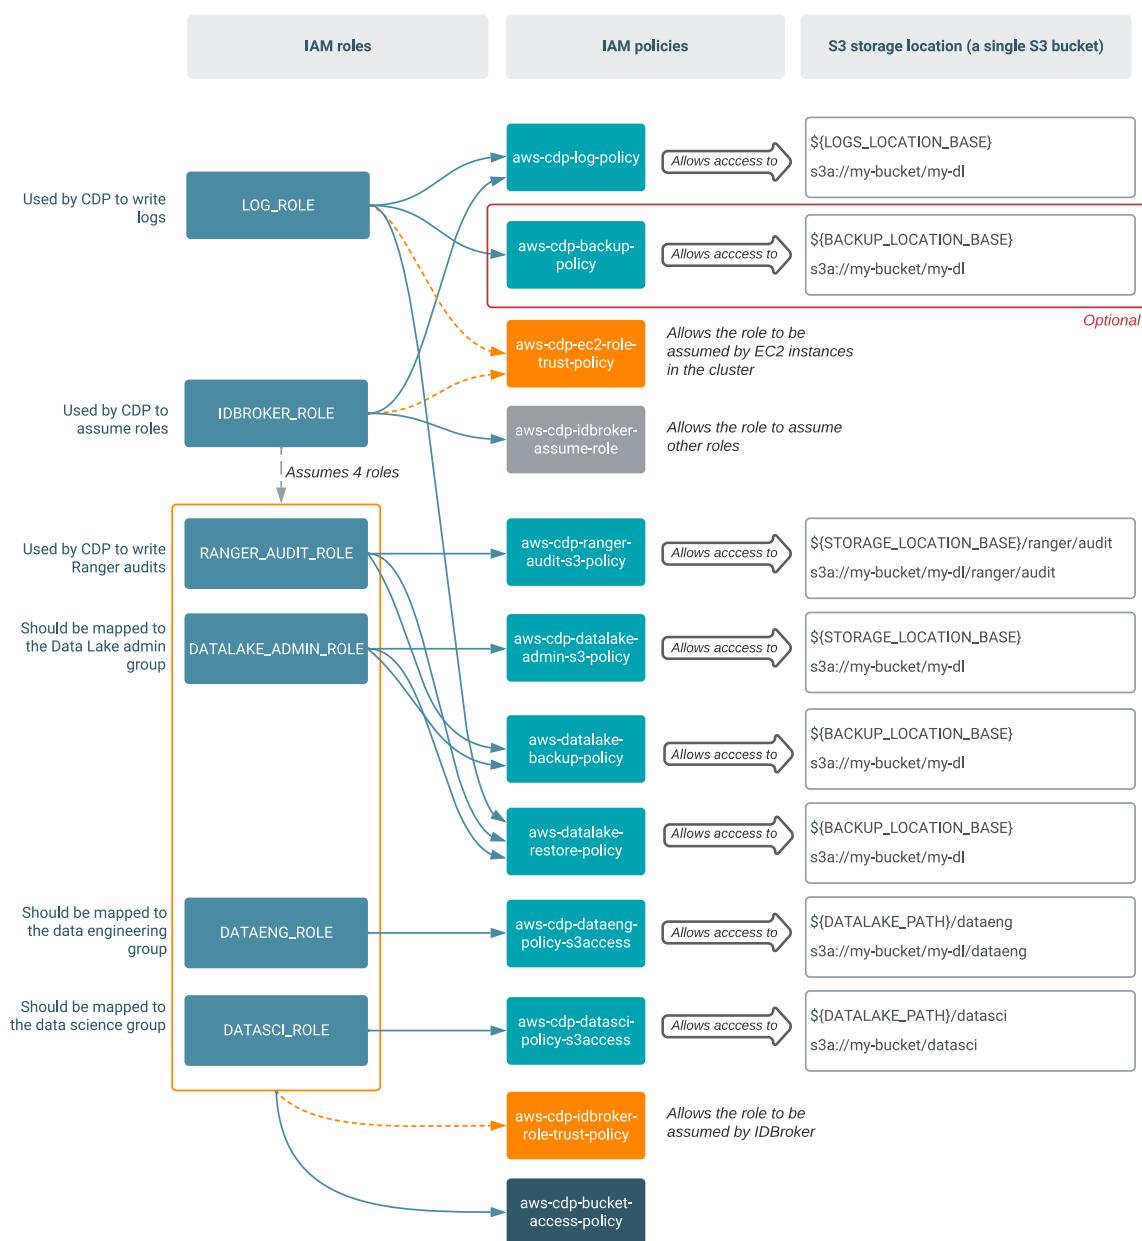 IAM roles
IAM policies
S3 storage location (a single S3 bucket)
Used by CDP to write
logs
LOG_ROLE
aws-cdp-log-policy
Allows acccess to
${LOGS_LOCATION_BASE}
s3a://my-bucket/my-dl
aws-cdp-backup-
policy
Allows acccess to
${BACKUP_LOCATION_BASE}
s3a://my-bucket/my-dl
Optional
aws-cdp-ec2-role-
trust-policy
Allows the role to be
assumed by EC2 instances
in the cluster
Used by CDP to
assume roles
IDBROKER_ROLE
aws-cdp-idbroker-
assume-role
Allows the role to assume
other roles
Assumes 4 roles
Used by CDP to write
Ranger audits
RANGER_AUDIT_ROLE
aws-cdp-ranger-
audit-s3-policy
Allows acccess to
${STORAGE_LOCATION_BASE}/ranger/audit
s3a://my-bucket/my-dl/ranger/audit
Should be mapped to
the Data Lake admin
group
DATALAKE_ADMIN_ROLE
aws-cdp-datalake-
admin-s3-policy
Allows acccess to
${STORAGE_LOCATION_BASE}
s3a://my-bucket/my-dl
aws-datalake-
backup-policy
Allows acccess to
${BACKUP_LOCATION_BASE}
s3a://my-bucket/my-dl
aws-datalake-
restore-policy
Allows acccess to
${BACKUP_LOCATION_BASE}
s3a://my-bucket/my-dl
Should be mapped to
the data engineering
group
DATAENG_ROLE
aws-cdp-dataeng-
policy-s3access
Allows acccess to
${DATALAKE_PATH}/dataeng
s3a://my-bucket/my-dl/dataeng
Should be mapped to
the data science group
DATASCI_ROLE
aws-cdp-datasci-
policy-s3access
Allows acccess to
${DATALAKE_PATH}/datasci
s3a://my-bucket/datasci
aws-cdp-idbroker-
role-trust-policy
Allows the role to be
assumed by IDBroker
aws-cdp-bucket-
access-policy